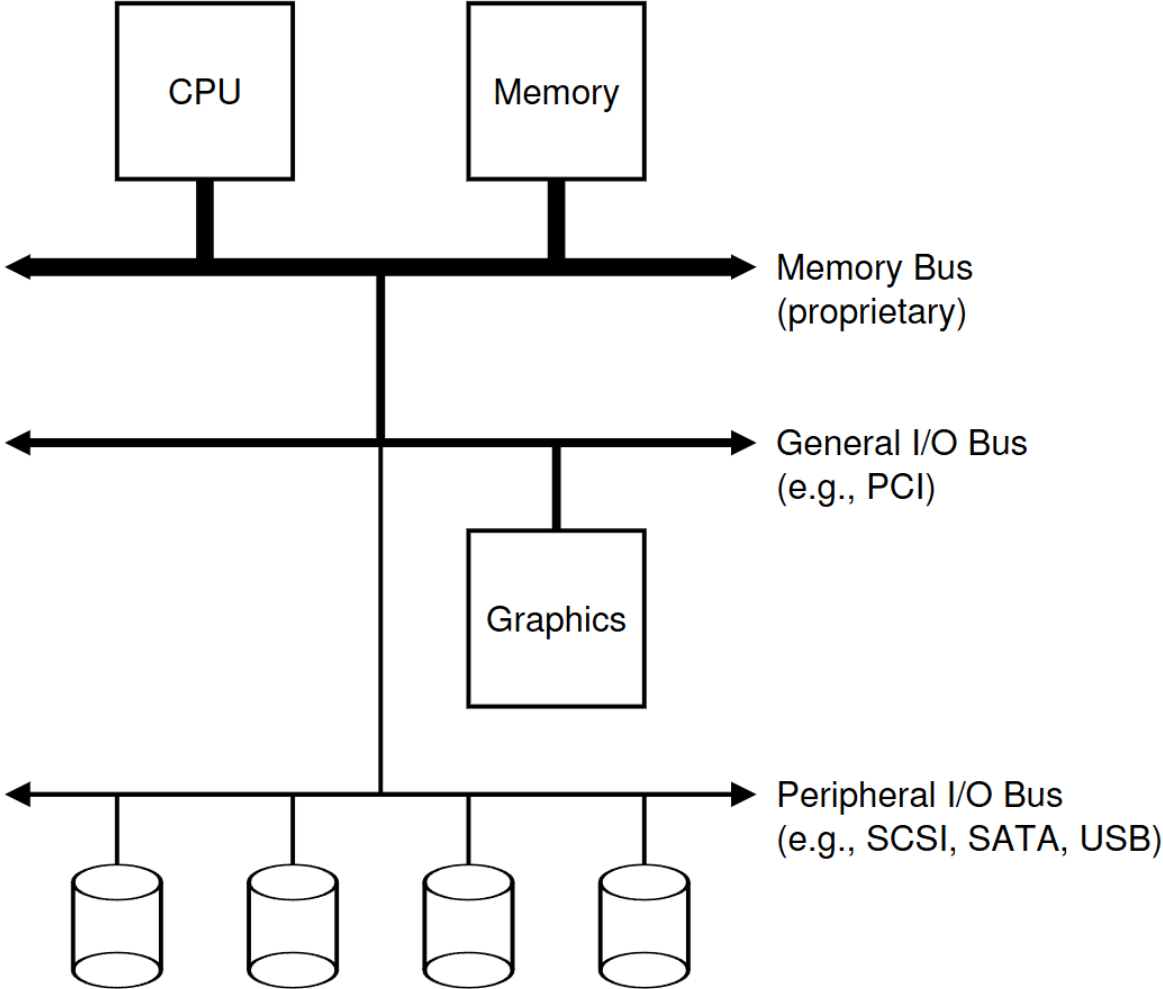 CPU
Memory
Memory Bus
(proprietary)
General I/O Bus
(e.g., PCI)
Graphics
Peripheral I/O Bus
(e.g., SCSI, SATA, USB)